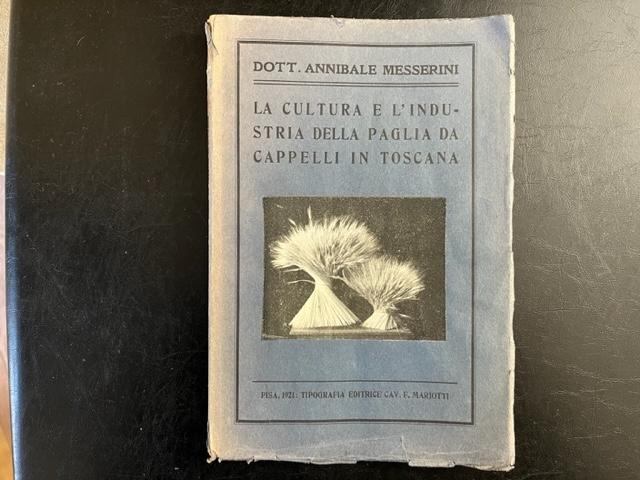 DOTT. ANNIBALE MESSERINI
LA CULTURA E L'INDU-
STRIA DELLA PAGLIA DA
CAPPELLI IN TOSCANA
PISA, 1921: TIPOGRAFIA EDITRICE CAV. F. MARIOTTI